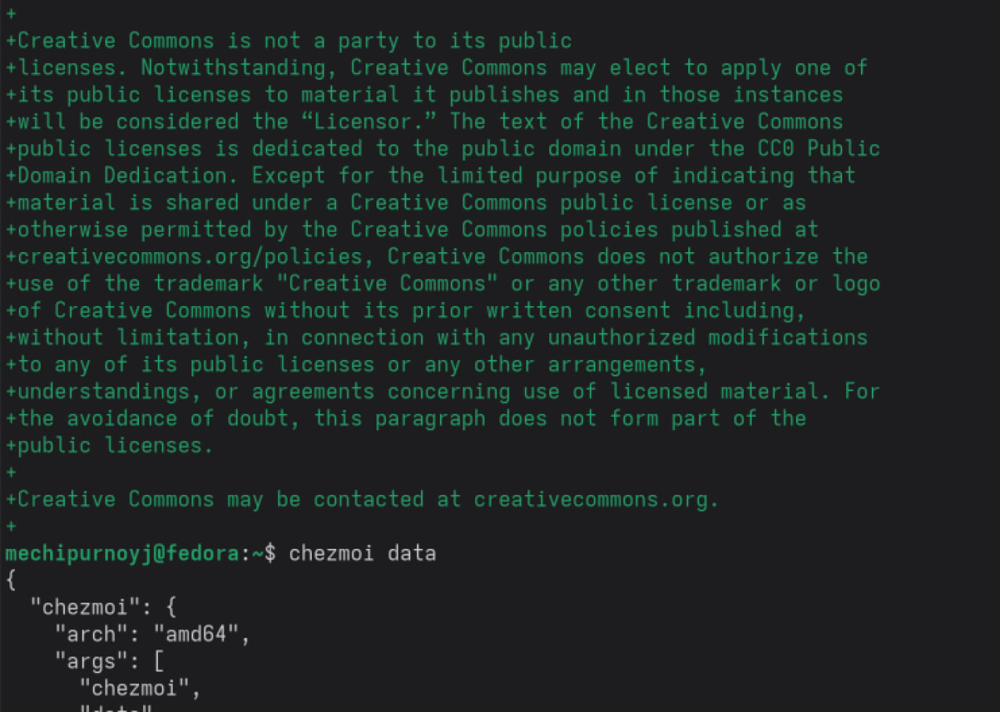 +
+Creative Commons is not a party to its public
+licenses. Notwithstanding, Creative Commons may elect to apply one of
+its public licenses to material it publishes and in those instances
+will be considered the “Licensor.” The text of the Creative Commons
+public licenses is dedicated to the public domain under the CC0 Public
+Domain Dedication. Except for the limited purpose of indicating that
+material is shared under a Creative Commons public license or as
+otherwise permitted by the Creative Commons policies published at
+creativecommons.org/policies, Creative Commons does not authorize the
+use of the trademark "Creative Commons" or any other trademark or logo
+of Creative Commons without its prior written consent including,
+without limitation, in connection with any unauthorized modifications
+to any of its public licenses or any other arrangements,
+understandings, or agreements concerning use of licensed material. For
+the avoidance of doubt, this paragraph does not form part of the
+public licenses.
+
+Creative Commons may be contacted at creativecommons.org.
+
mechipurnoyj@fedora:~$ chezmoi data
{
  "chezmoi": {
    "arch": "amd64",
    "args": [
      "chezmoi",